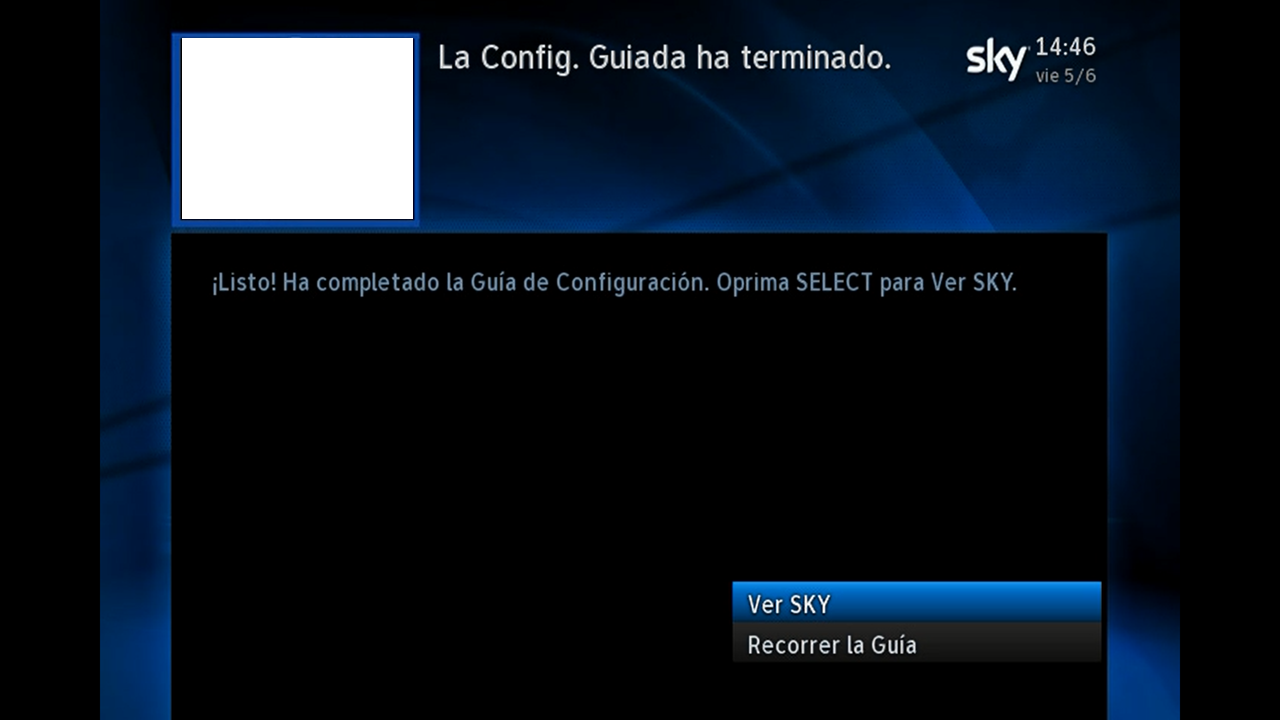 La Config. Guiada ha terminado.
sky 14:46
vie 5/6
¡Listo! Ha completado la Guía de Configuración. Oprima SELECT para Ver SKY.
Ver SKY
Recorrer la Guía